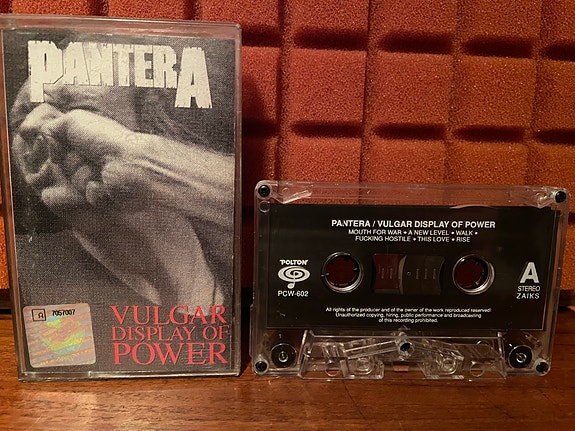 PANTERA
7057007
VULGAR
DISPLAY OF
POWER
PANTERA / VULGAR DISPLAY OF POWER
MOUTH FOR WAR • A NEW LEVEL • WALK •
FUCKING HOSTILE • THIS LOVE • RISE
POLTON
PCW-602
A
STEREO
ZAIKS
All rights of the producer and of the owner of the work reproduced reserved!
Unauthorized copying, hiring, public performance and broadcasting
of this recording prohibited.